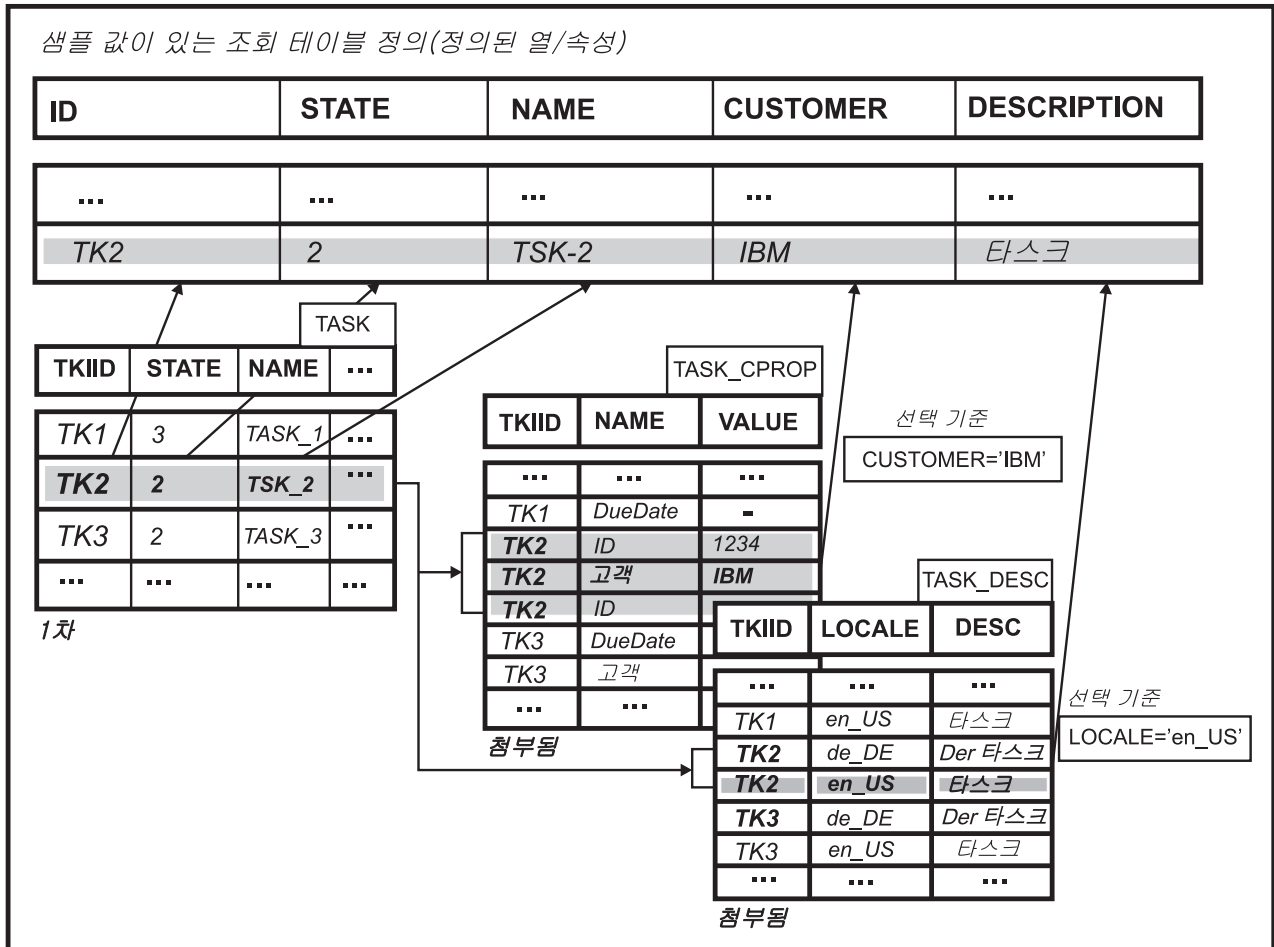 샘플 값이 있는 조회 테이블 정의(정의된 열/속성)
ID STATE NAME CUSTOMER DESCRIPTION
... ... ... ... ...
TK2 2 TSK-2 IBM 타스크
TASK
TKIID STATE NAME ...
TK1 3 TASK_1 ...
TK2 2 TSK_2 ...
TK3 2 TASK_3 ...
... ... ... ...
1차
TASK_CPROP
TKIID NAME VALUE
... ... ...
TK1 DueDate -
TK2 ID 1234
TK2 고객 IBM
TK2 ID
TK3 DueDate
TK3 고객
... ...
첨부됨
선택 기준
CUSTOMER='IBM'
TASK_DESC
TKIID LOCALE DESC
... ... ...
TK1 en_US 타스크
TK2 de_DE Der 타스크
TK2 en_US 타스크
TK3 de_DE Der 타스크
TK3 en_US 타스크
... ... ...
첨부됨
선택 기준
LOCALE='en_US'